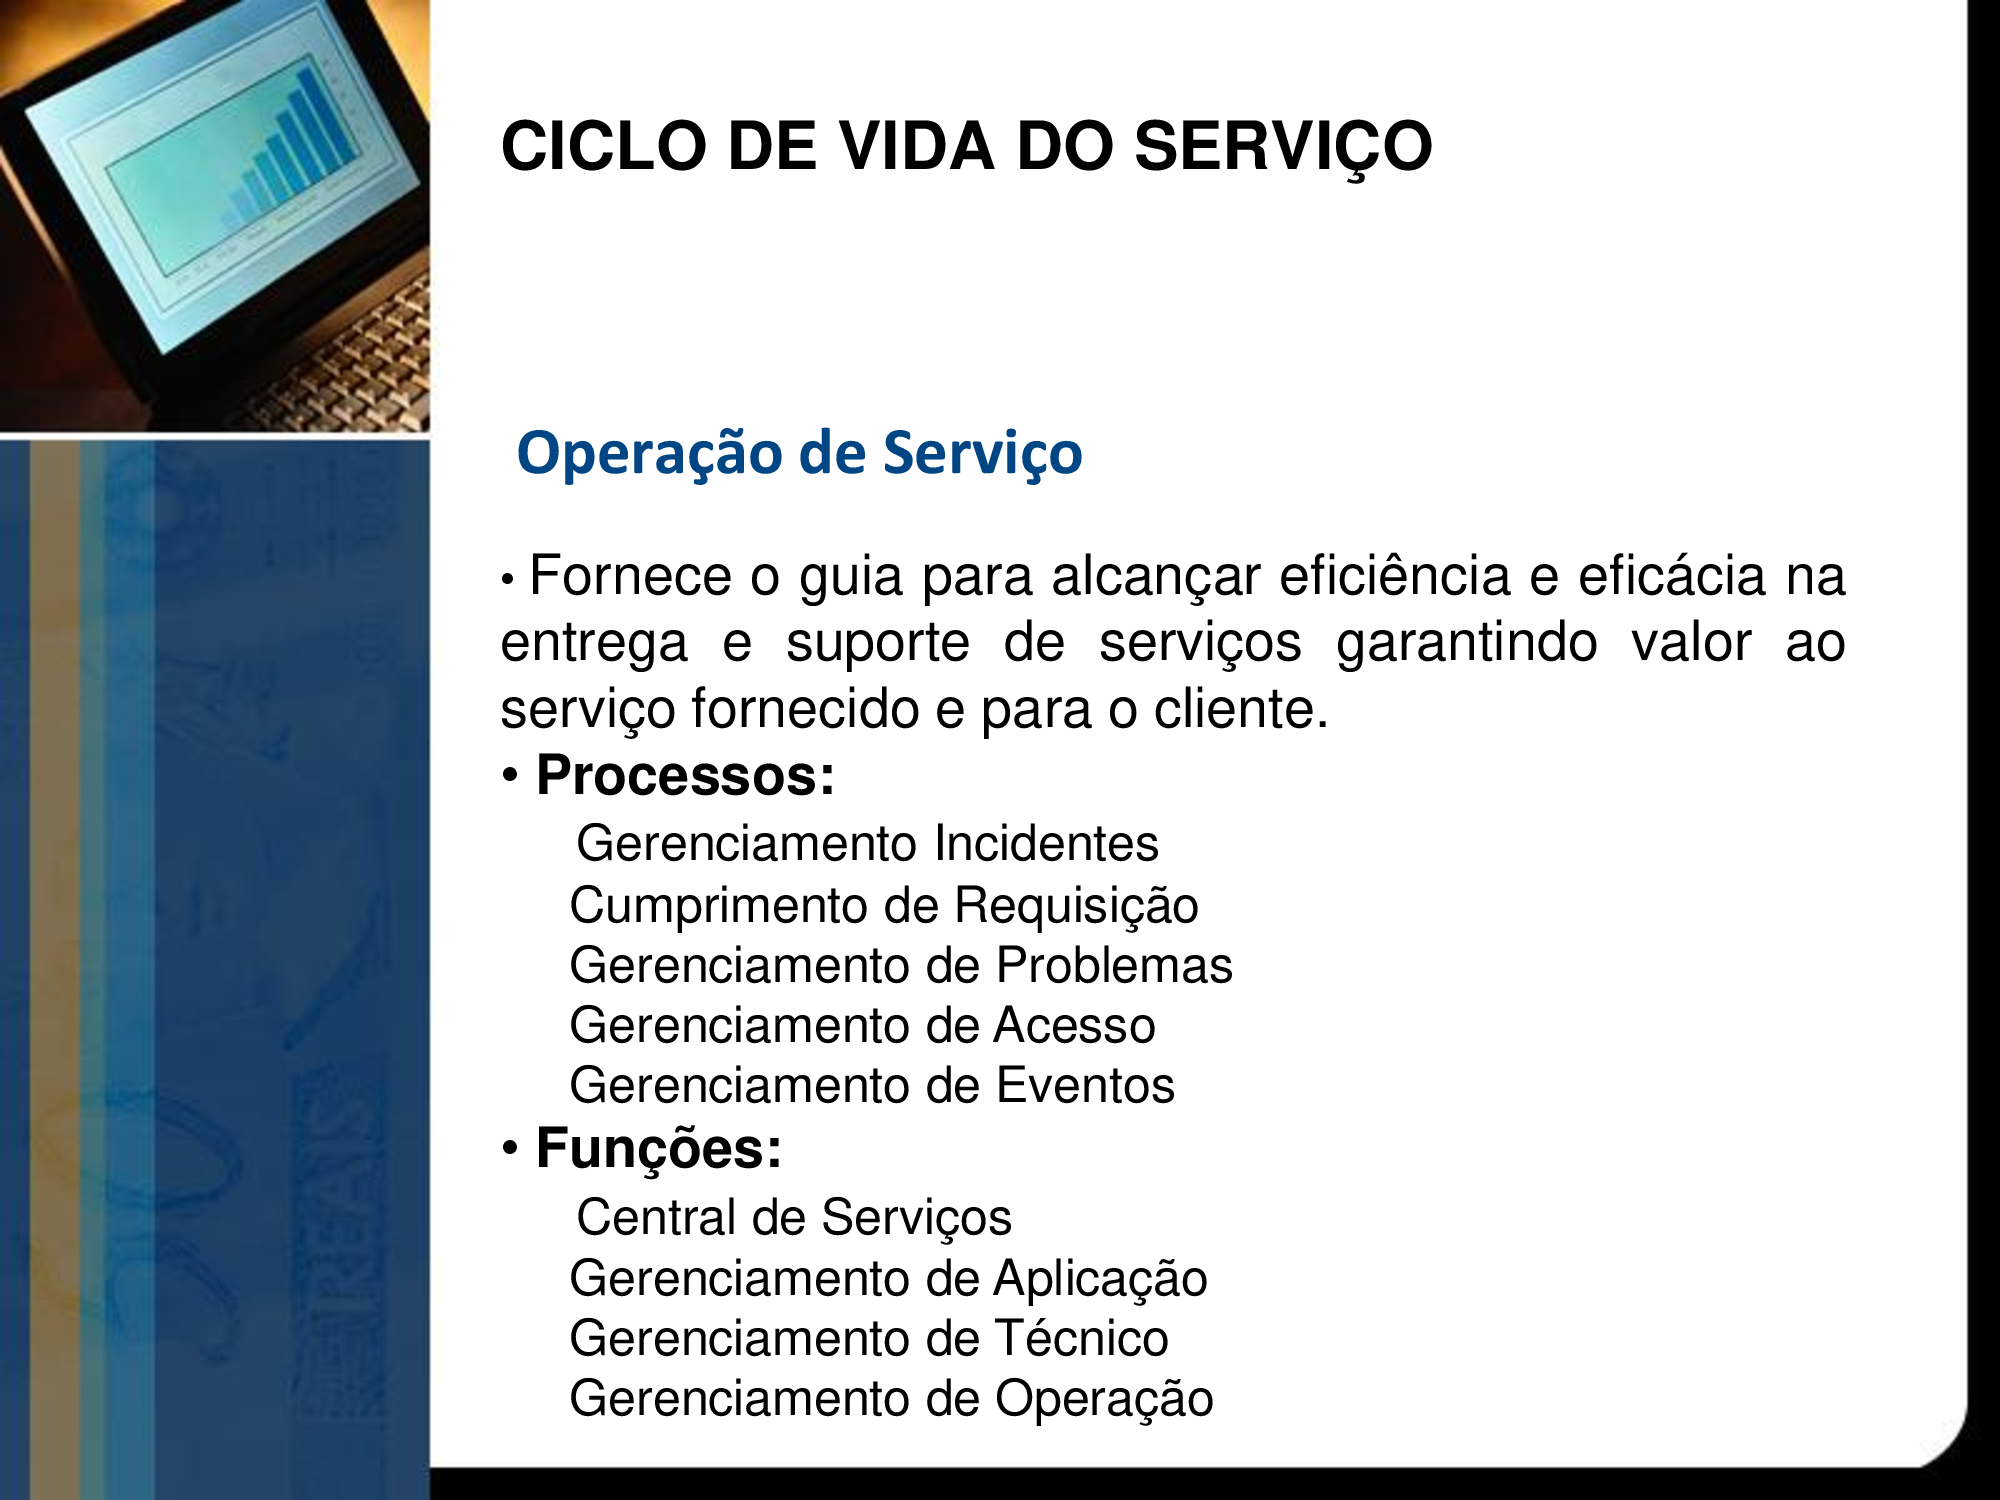 CICLO DE VIDA DO SERVIÇO
Operação de Serviço
• Fornece o guia para alcançar eficiência e eficácia na
entrega e suporte de serviços garantindo valor ao
serviço fornecido e para o cliente.
• Processos:
Gerenciamento Incidentes
Cumprimento de Requisição
Gerenciamento de Problemas
Gerenciamento de Acesso
Gerenciamento de Eventos
• Funções:
Central de Serviços
Gerenciamento de Aplicação
Gerenciamento de Técnico
Gerenciamento de Operação
REAIS